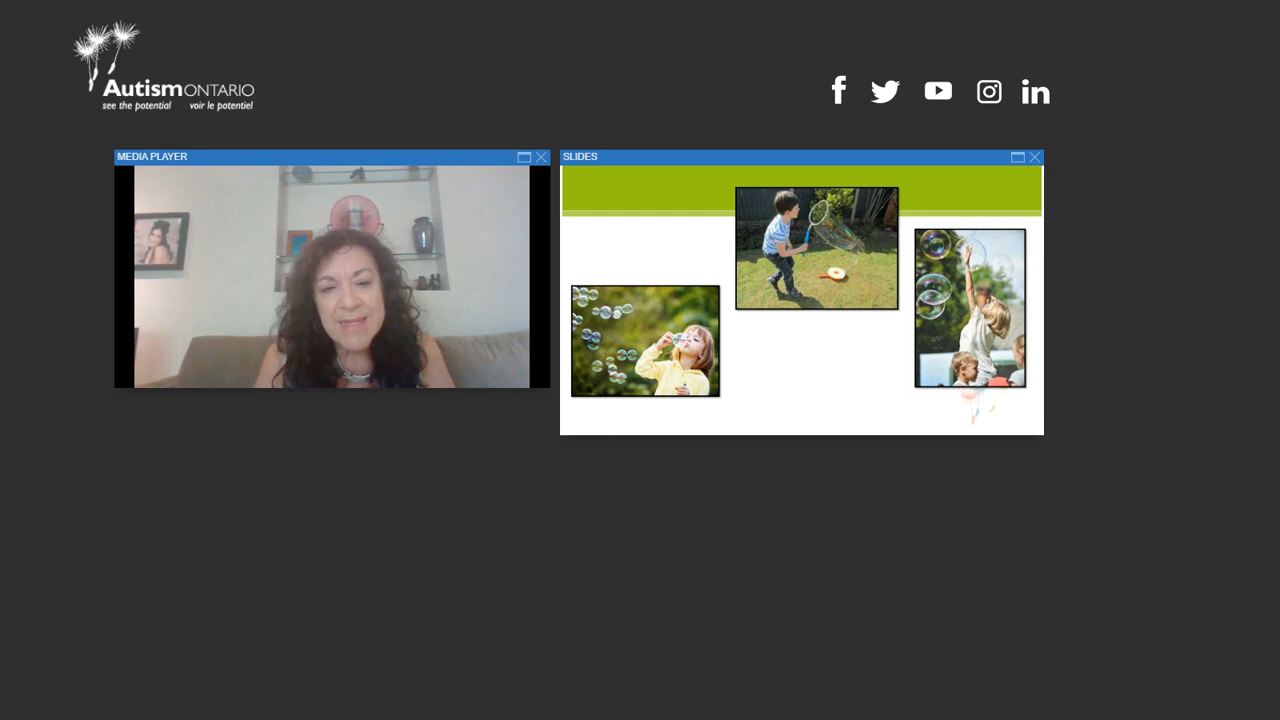 Autism ONTARIO
see the potential voir le potentiel
MEDIA PLAYER
SLIDES